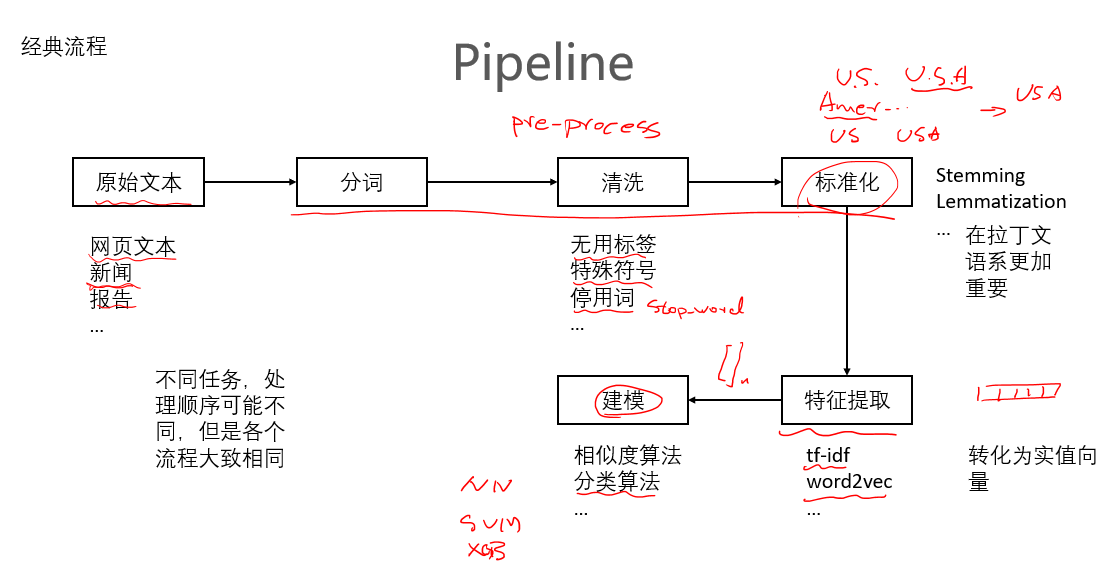 经典流程
Pipeline
U.S. U.S.A
Amer... → USA
US USA
pre-process
原始文本
分词
清洗
标准化
Stemming
Lemmatization
... 在拉丁文
语系更加
重要
网页文本
新闻
报告
...
无用标签
特殊符号
停用词 stop-word
...
不同任务，处
理顺序可能不
同，但是各个
流程大致相同
[ ]n
建模
特征提取
相似度算法
分类算法
...
tf-idf
word2vec
...
转化为实值向
量
NN
SVM
XGB